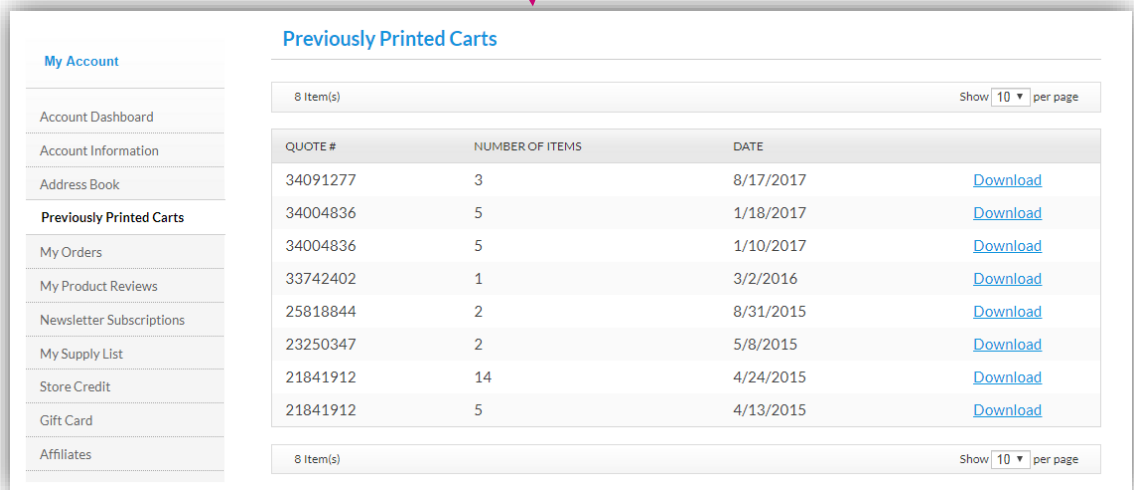 My Account
Account Dashboard
Account Information
Address Book
Previously Printed Carts
My Orders
My Product Reviews
Newsletter Subscriptions
My Supply List
Store Credit
Gift Card
Affiliates
Previously Printed Carts
8 Item(s) Show 10 per page
QUOTE # NUMBER OF ITEMS DATE
34091277 3 8/17/2017 Download
34004836 5 1/18/2017 Download
34004836 5 1/10/2017 Download
33742402 1 3/2/2016 Download
25818844 2 8/31/2015 Download
23250347 2 5/8/2015 Download
21841912 14 4/24/2015 Download
21841912 5 4/13/2015 Download
8 Item(s) Show 10 per page